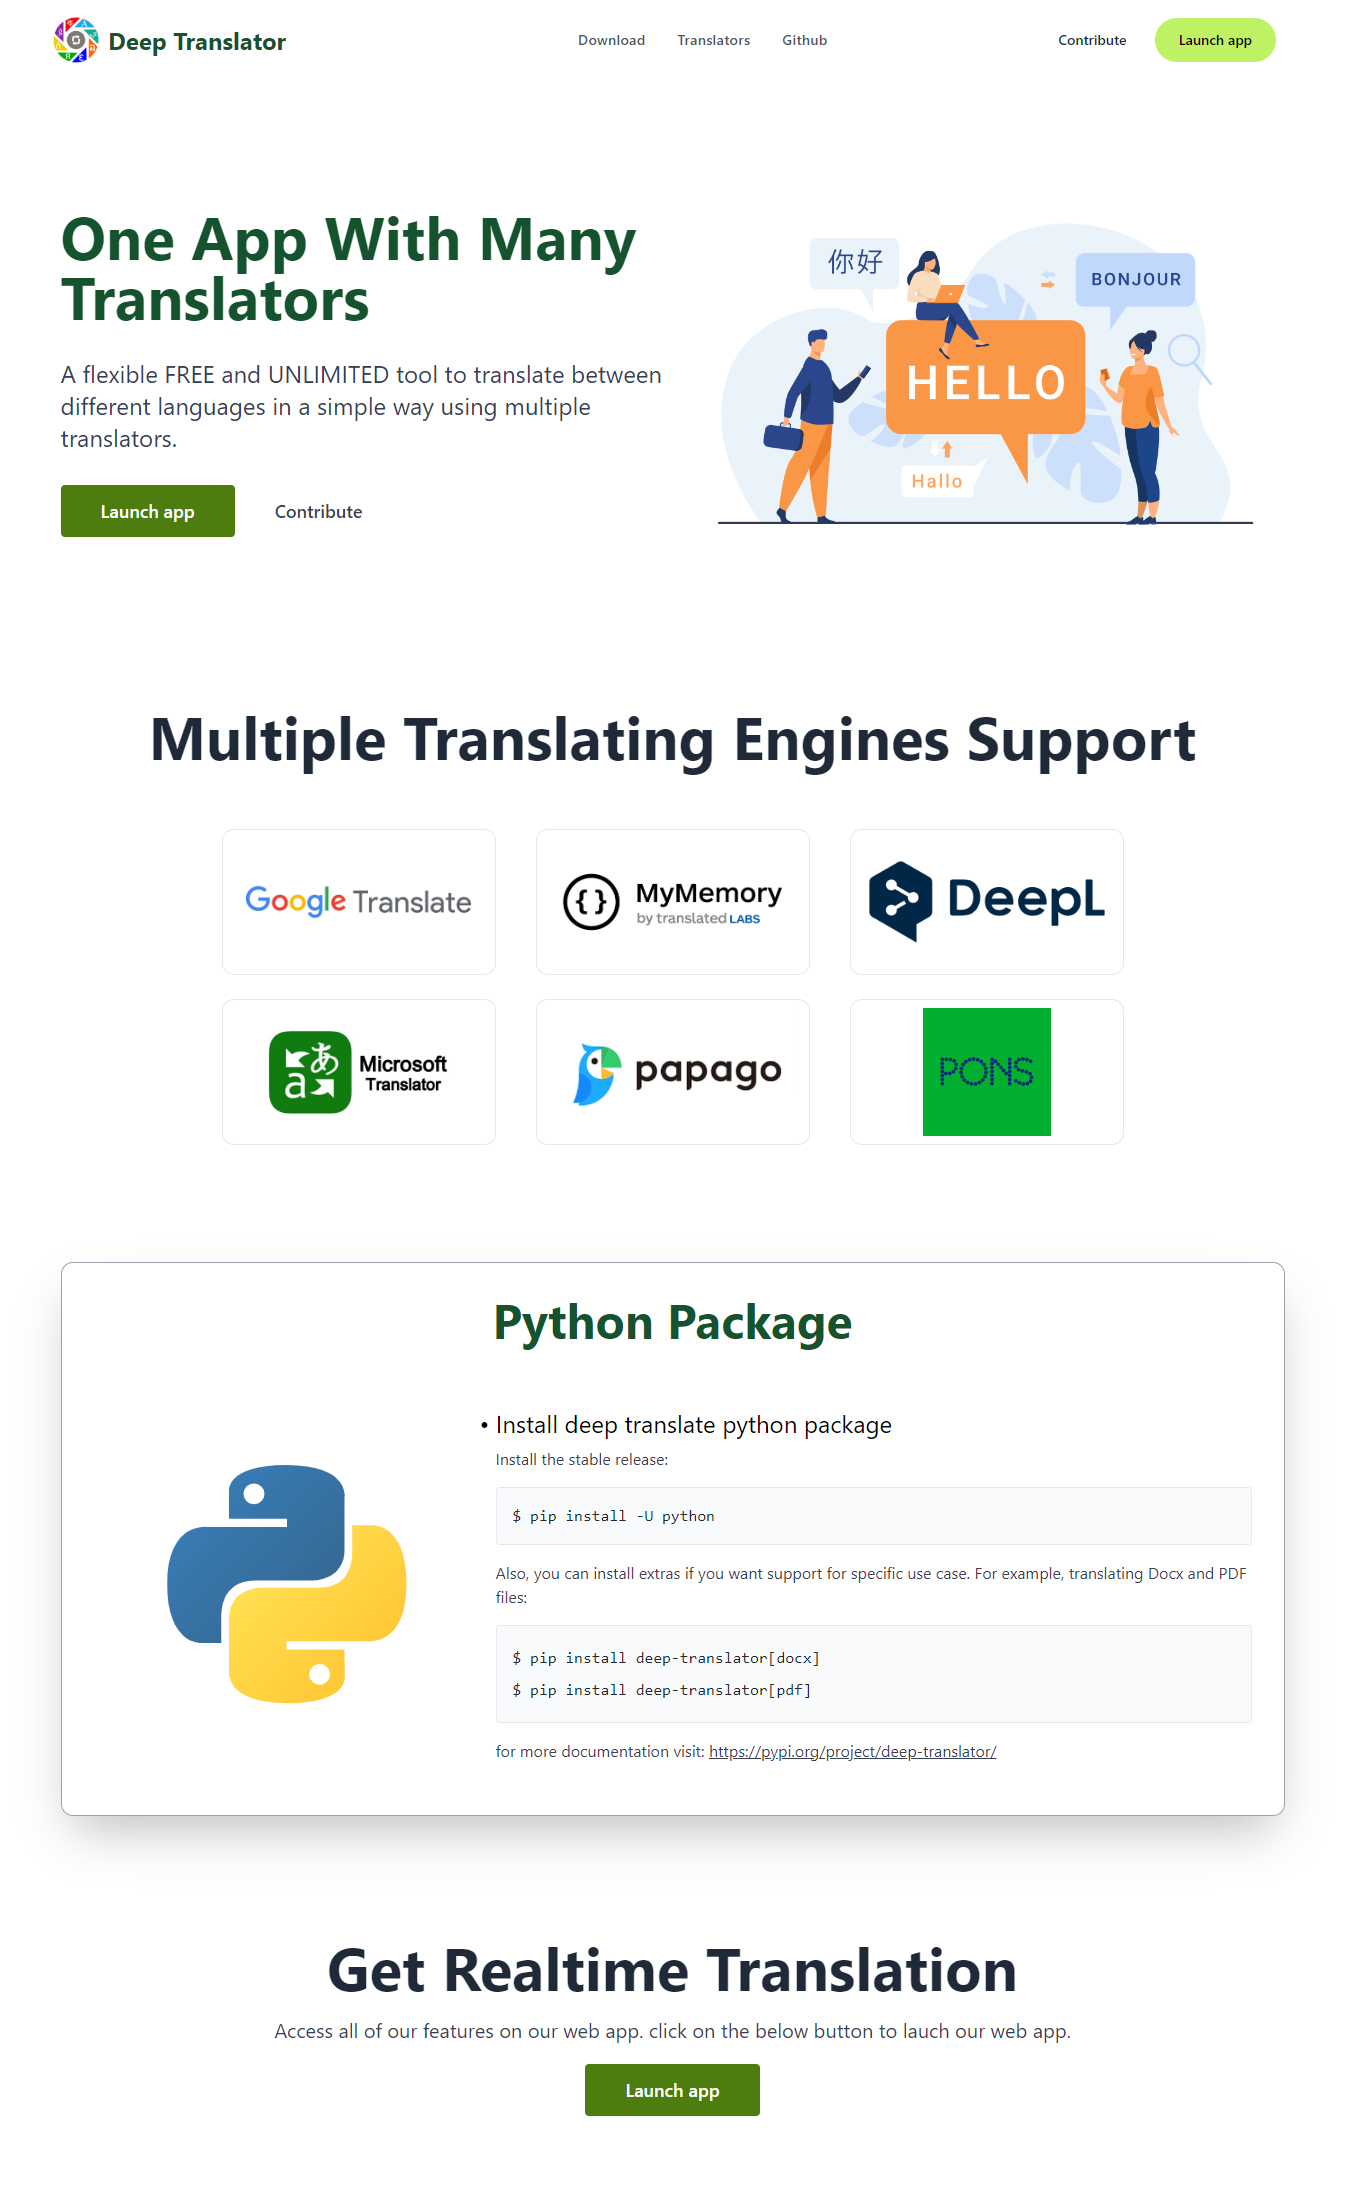 Deep Translator
Download Translators Github
Contribute Launch app
One App With Many
Translators
A flexible FREE and UNLIMITED tool to translate between
different languages in a simple way using multiple
translators.
Launch app Contribute
你好
BONJOUR
HELLO
Hallo
Multiple Translating Engines Support
Google Translate
MyMemory
by translated LABS
DeepL
あ
a
Microsoft
Translator
papago
PONS
Python Package
• Install deep translate python package
Install the stable release:
$ pip install -U python
Also, you can install extras if you want support for specific use case. For example, translating Docx and PDF
files:
$ pip install deep-translator[docx]
$ pip install deep-translator[pdf]
for more documentation visit: https://pypi.org/project/deep-translator/
Get Realtime Translation
Access all of our features on our web app. click on the below button to lauch our web app.
Launch app